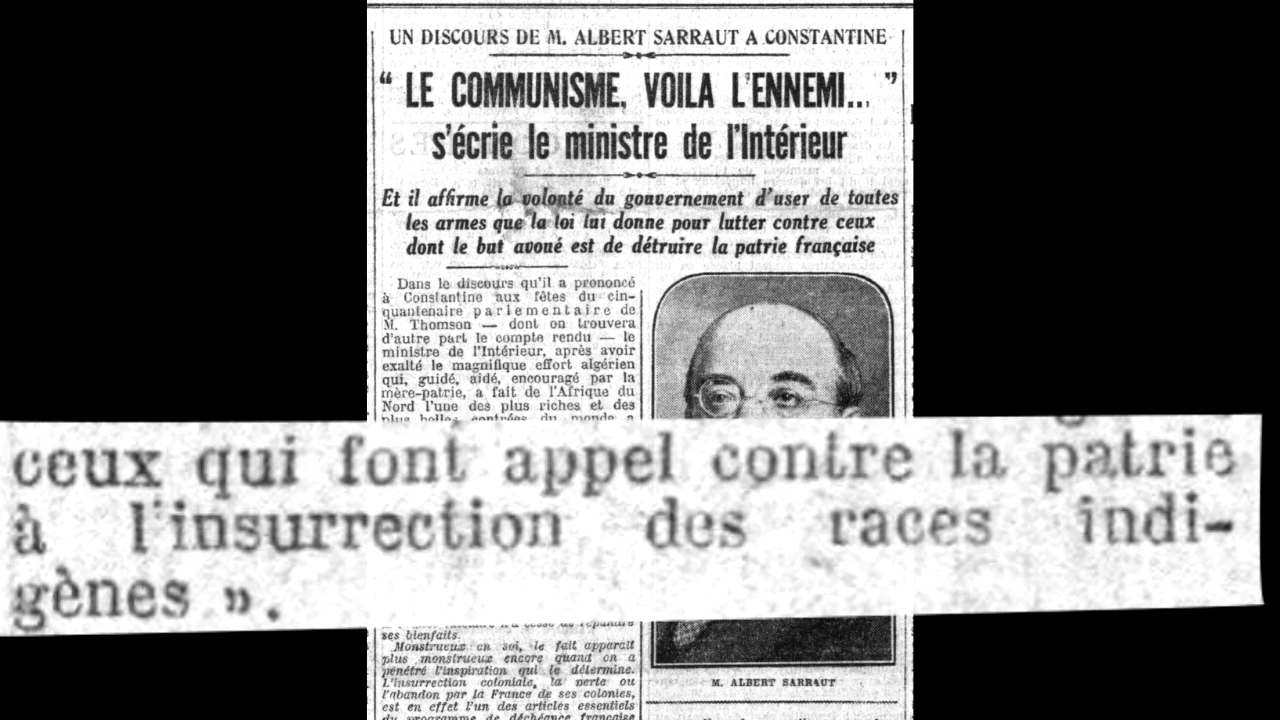 UN DISCOURS DE M. ALBERT SARRAUT A CONSTANTINE
“ LE COMMUNISME, VOILA L'ENNEMI... ”
s'écrie le ministre de l'Intérieur
Et il affirme la volonté du gouvernement d'user de toutes
les armes que la loi lui donne pour lutter contre ceux
dont le but avoué est de détruire la patrie française
Dans le discours qu'il a prononcé
à Constantine aux fêtes du cin-
quantenaire parlementaire de
M. Thomson — dont on trouvera
d'autre part le compte rendu — le
ministre de l'Intérieur, après avoir
exalté le magnifique effort algérien
qui, guidé, aidé, encouragé par la
mère-patrie, a fait de l'Afrique du
Nord l'une des plus riches et des
plus belles contrées du monde a
ceux qui font appel contre la patrie
à l'insurrection des races indi-
gènes ».
ses bienfaits.
Monstrueux en soi, le fait apparaît
plus monstrueux encore quand on a
pénétré l'inspiration qui le détermine.
L'insurrection coloniale, la perte ou
l'abandon par la France de ses colonies,
est en effet l'un des articles essentiels
du programme de déchéance française
M. ALBERT SARRAUT